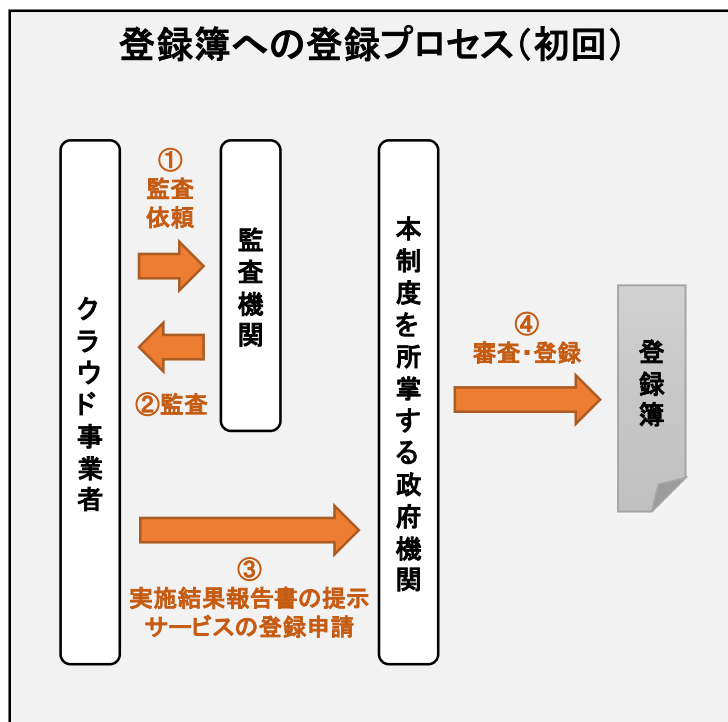 登録簿への登録プロセス(初回)
クラウド事業者
①
監査
依頼
②監査
監査機関
③
実施結果報告書の提示
サービスの登録申請
本制度を所掌する政府機関
④
審査・登録
登録簿